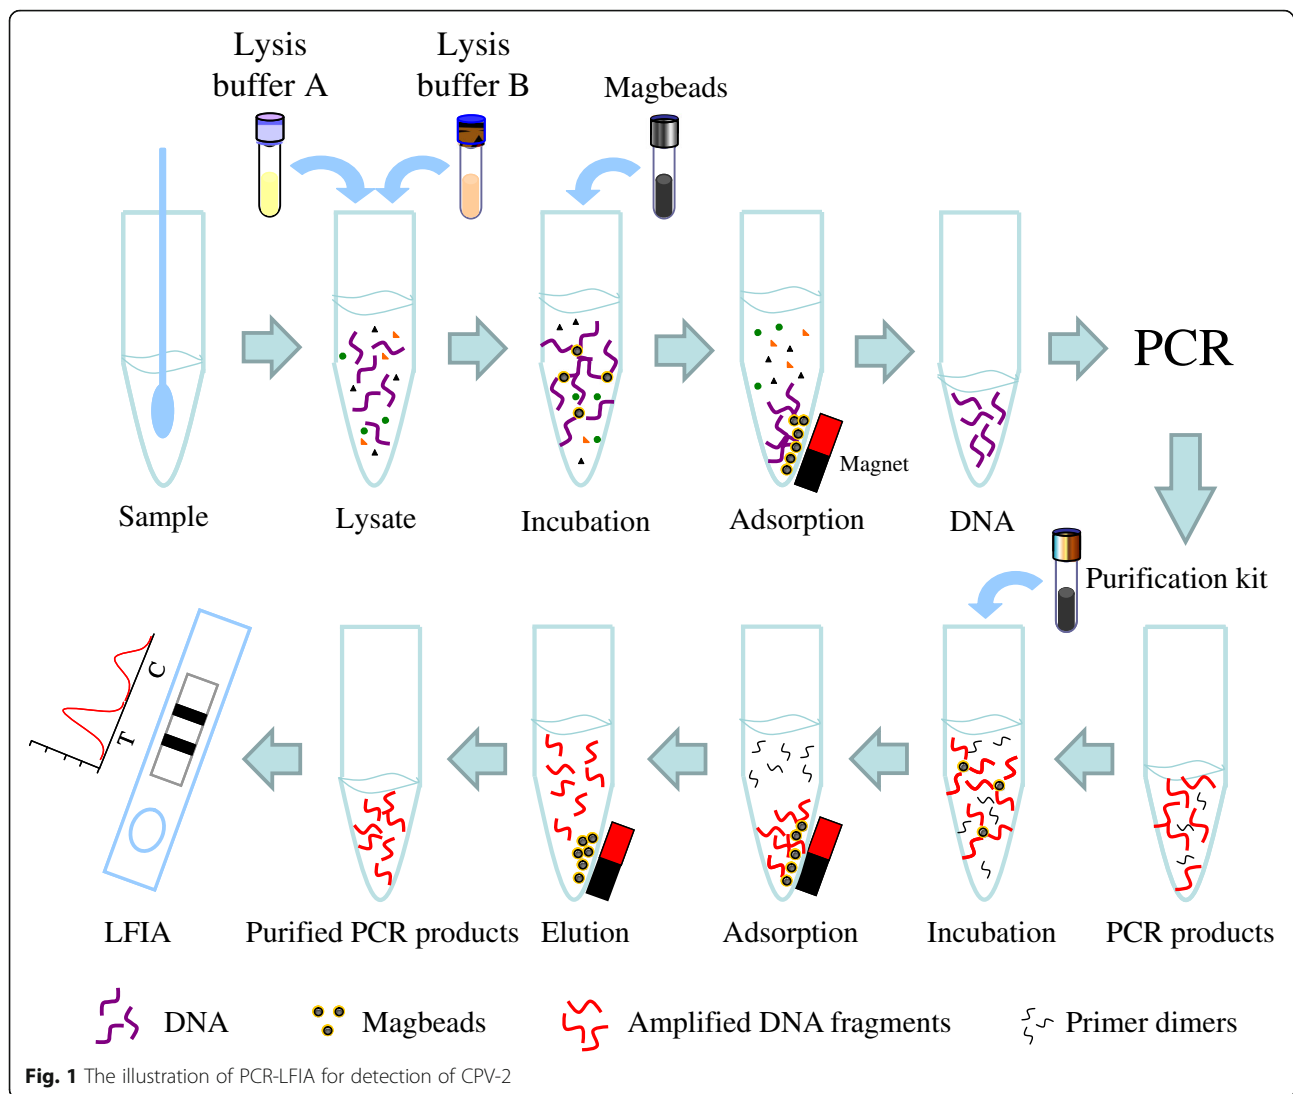 Lysis
buffer A
Lysis
buffer B
Magbeads
PCR
Magnet
Sample
Lysate
Incubation
Adsorption
DNA
Purification kit
C
T
LFIA
Purified PCR products
Elution
Adsorption
Incubation
PCR products
DNA
Magbeads
Amplified DNA fragments
Primer dimers
Fig. 1 The illustration of PCR-LFIA for detection of CPV-2